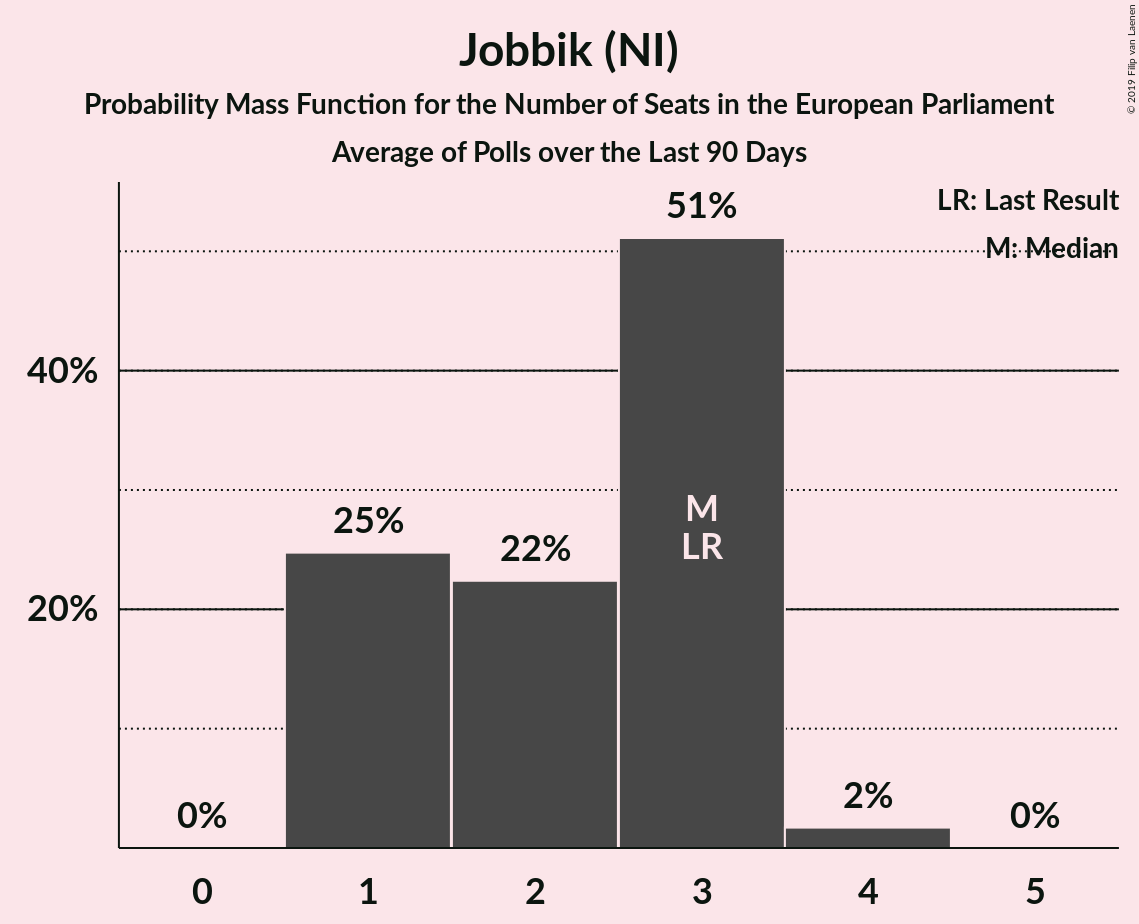 Jobbik (NI)
Probability Mass Function for the Number of Seats in the European Parliament
Average of Polls over the Last 90 Days
© 2019 Filip van Laenen
LR: Last Result
M: Median
51%
40%
M
LR
25%
22%
20%
2%
0%
0%
0 1 2 3 4 5